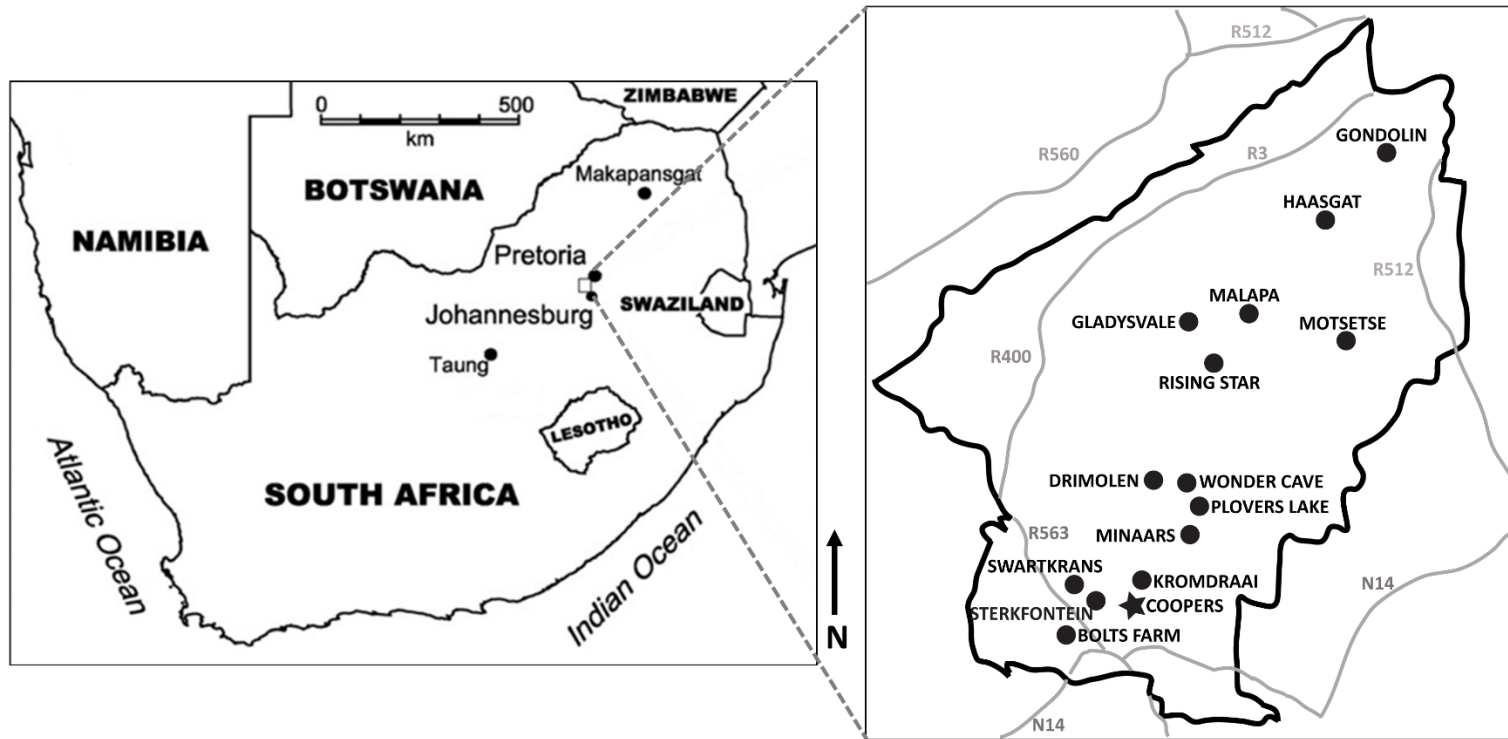 ZIMBABWE
0 500
km
Makapansgat
BOTSWANA
NAMIBIA
Pretoria
SWAZILAND
Johannesburg
Taung
LESOTHO
SOUTH AFRICA
Atlantic Ocean
Indian Ocean
N
R512
R560
R3
GONDOLIN
HAASGAT
R512
MALAPA
GLADYSVALE
MOTSETSE
R400
RISING STAR
DRIMOLEN
WONDER CAVE
PLOVERS LAKE
R563
MINAARS
SWARTKRANS
KROMDRAAI
N14
COOPERS
STERKFONTEIN
BOLTS FARM
N14